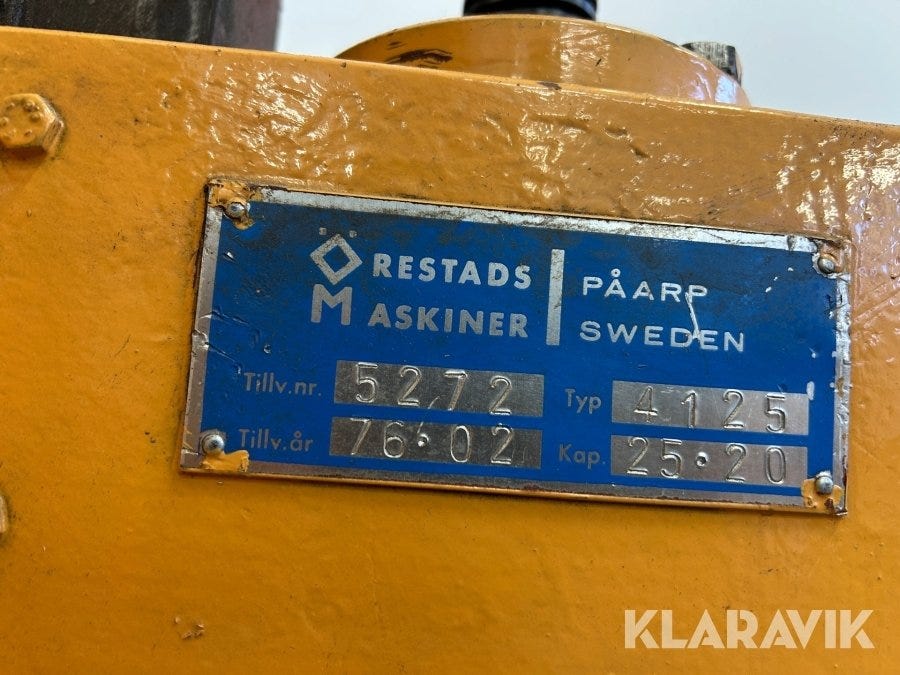 ÖRESTADS
MASKINER
PÅARP
SWEDEN
Tillv.nr. 5272 Typ 4125
Tillv.år 76·02 Kap. 25·20
KLARAVIK